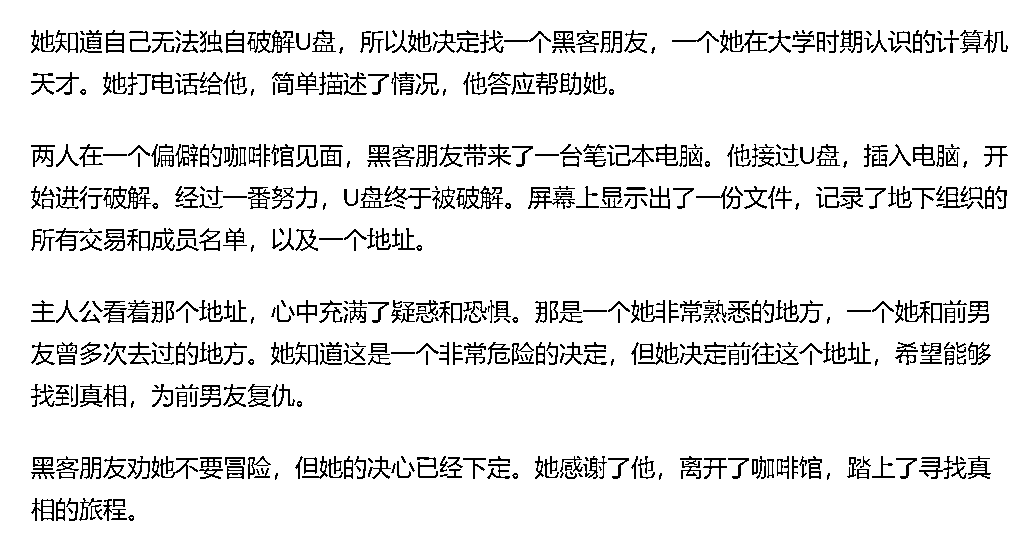 她知道自己无法独自破解U盘，所以她决定找一个黑客朋友，一个她在大学时期认识的计算机
天才。她打电话给他，简单描述了情况，他答应帮助她。
两人在一个偏僻的咖啡馆见面，黑客朋友带来了一台笔记本电脑。他接过U盘，插入电脑，开
始进行破解。经过一番努力，U盘终于被破解。屏幕上显示出了一份文件，记录了地下组织的
所有交易和成员名单，以及一个地址。
主人公看着那个地址，心中充满了疑惑和恐惧。那是一个她非常熟悉的地方，一个她和前男
友曾多次去过的地方。她知道这是一个非常危险的决定，但她决定前往这个地址，希望能够
找到真相，为前男友复仇。
黑客朋友劝她不要冒险，但她的决心已经下定。她感谢了他，离开了咖啡馆，踏上了寻找真
相的旅程。